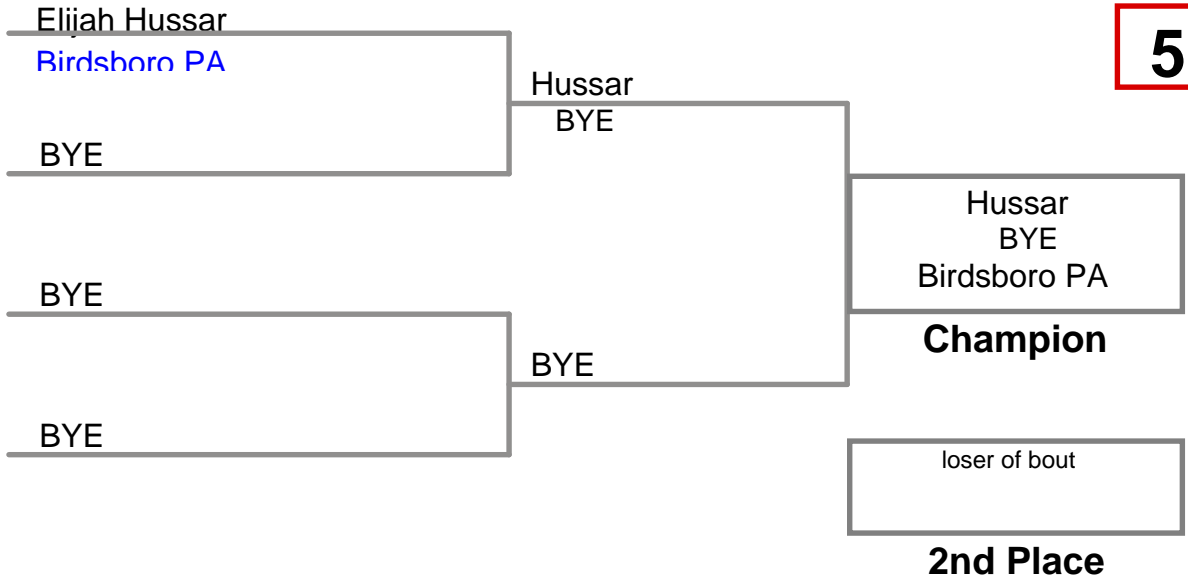 Elijah Hussar
Birdsboro PA
5
Hussar
BYE
BYE
Hussar
BYE
Birdsboro PA
Champion
BYE
BYE
BYE
loser of bout
2nd Place